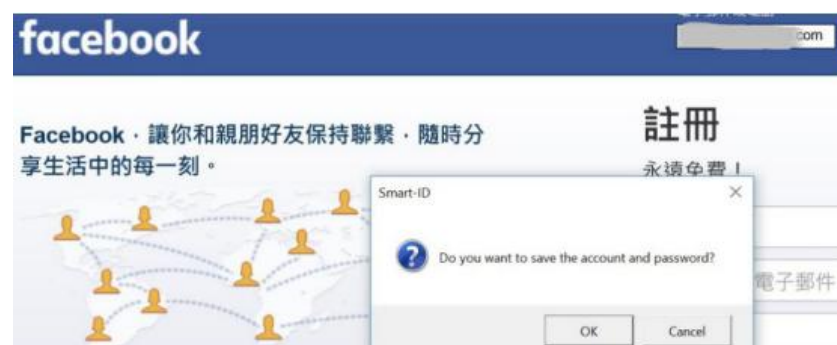 facebook
com
Facebook，讓你和親朋好友保持聯繫，隨時分
享生活中的每一刻。
註冊
永遠免費！
Smart-ID
Do you want to save the account and password?
電子郵件
OK
Cancel